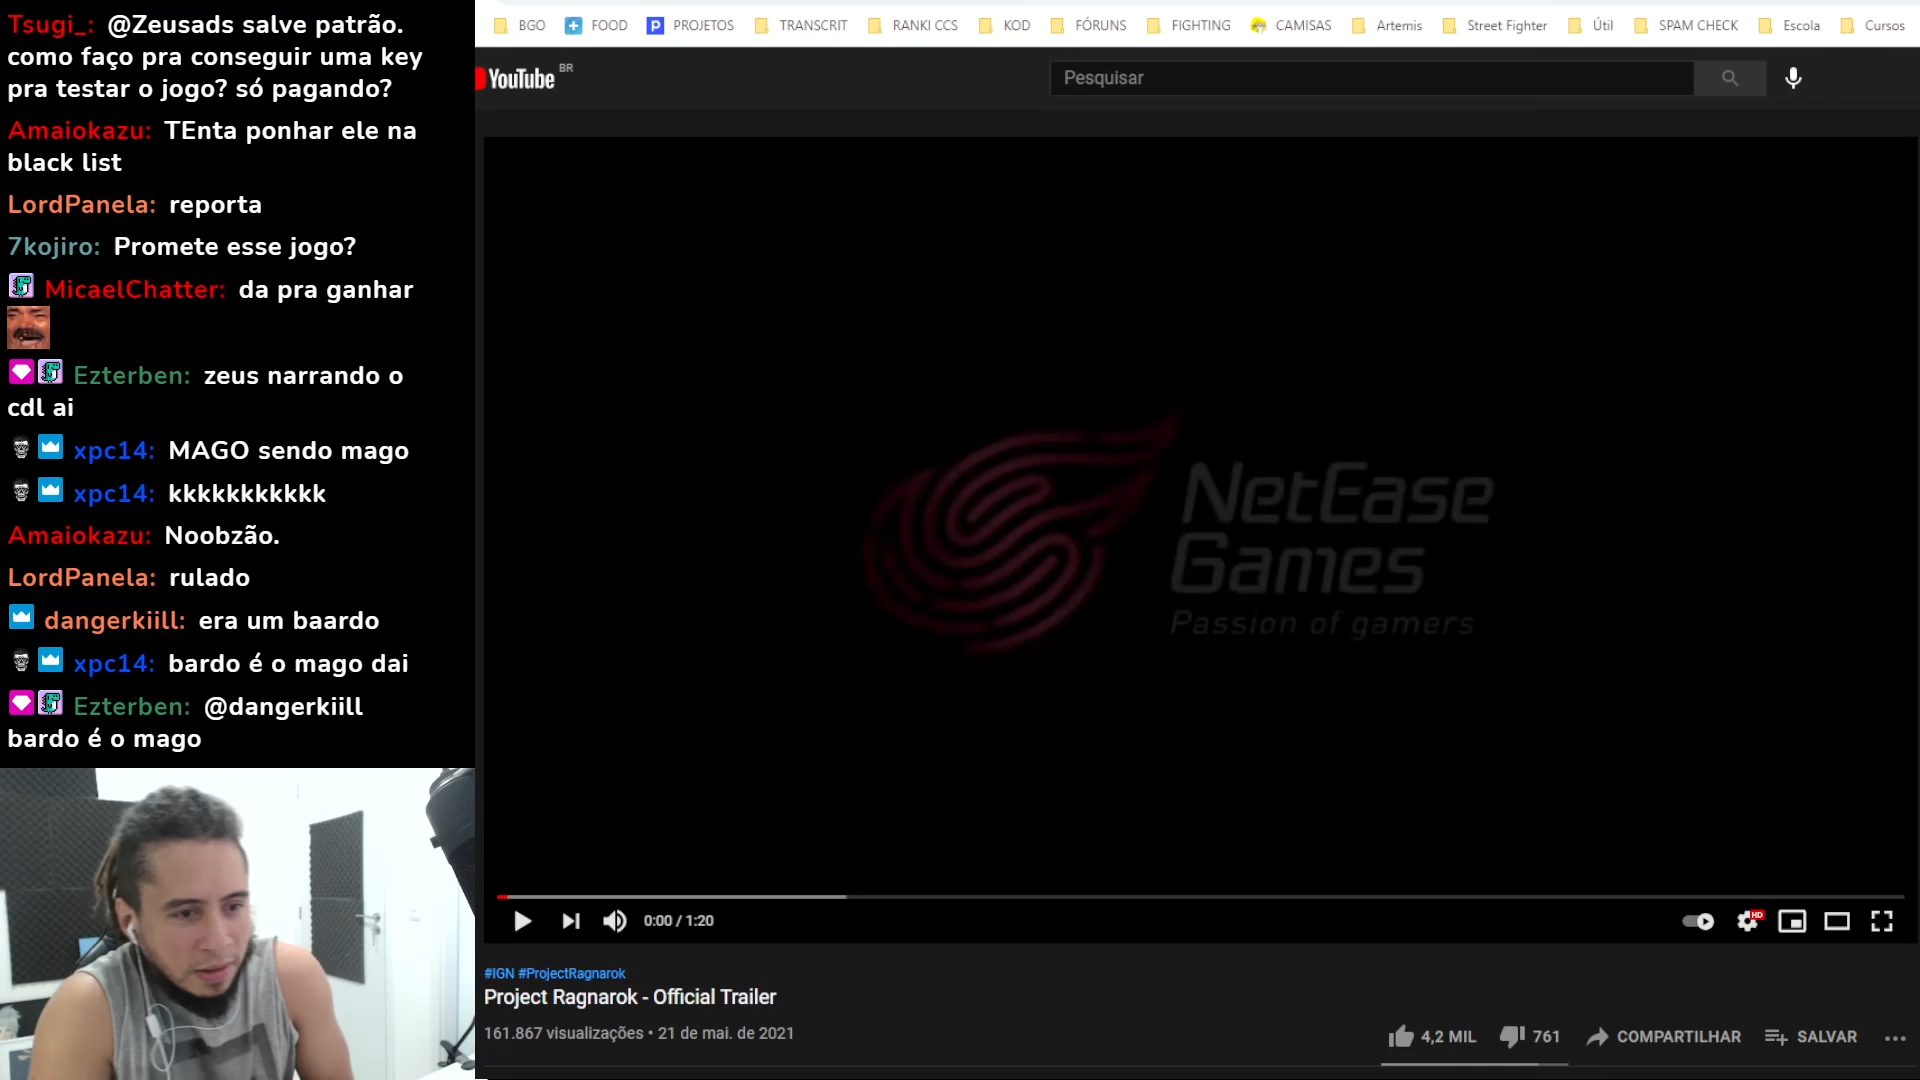 Tsugi_: @Zeusads salve patrão.
como faço pra conseguir uma key
pra testar o jogo? só pagando?
Amaiokazu: TEnta ponhar ele na
black list
LordPanela: reporta
7kojiro: Promete esse jogo?
MicaelChatter: da pra ganhar
Ezterben: zeus narrando o
cdl ai
xpc14: MAGO sendo mago
xpc14: kkkkkkkkkkk
Amaiokazu: Noobzão.
LordPanela: rulado
dangerkiill: era um baardo
xpc14: bardo é o mago dai
Ezterben: @dangerkiill
bardo é o mago
BGO FOOD PROJETOS TRANSCRIT RANKI CCS KOD FÓRUNS FIGHTING CAMISAS Artemis Street Fighter Útil SPAM CHECK Escola Cursos
YouTube BR
Pesquisar
NetEase
Games
Passion of gamers
0:00 / 1:20
HD
#IGN #ProjectRagnarok
Project Ragnarok - Official Trailer
161.867 visualizações • 21 de mai. de 2021
4,2 MIL 761 COMPARTILHAR SALVAR